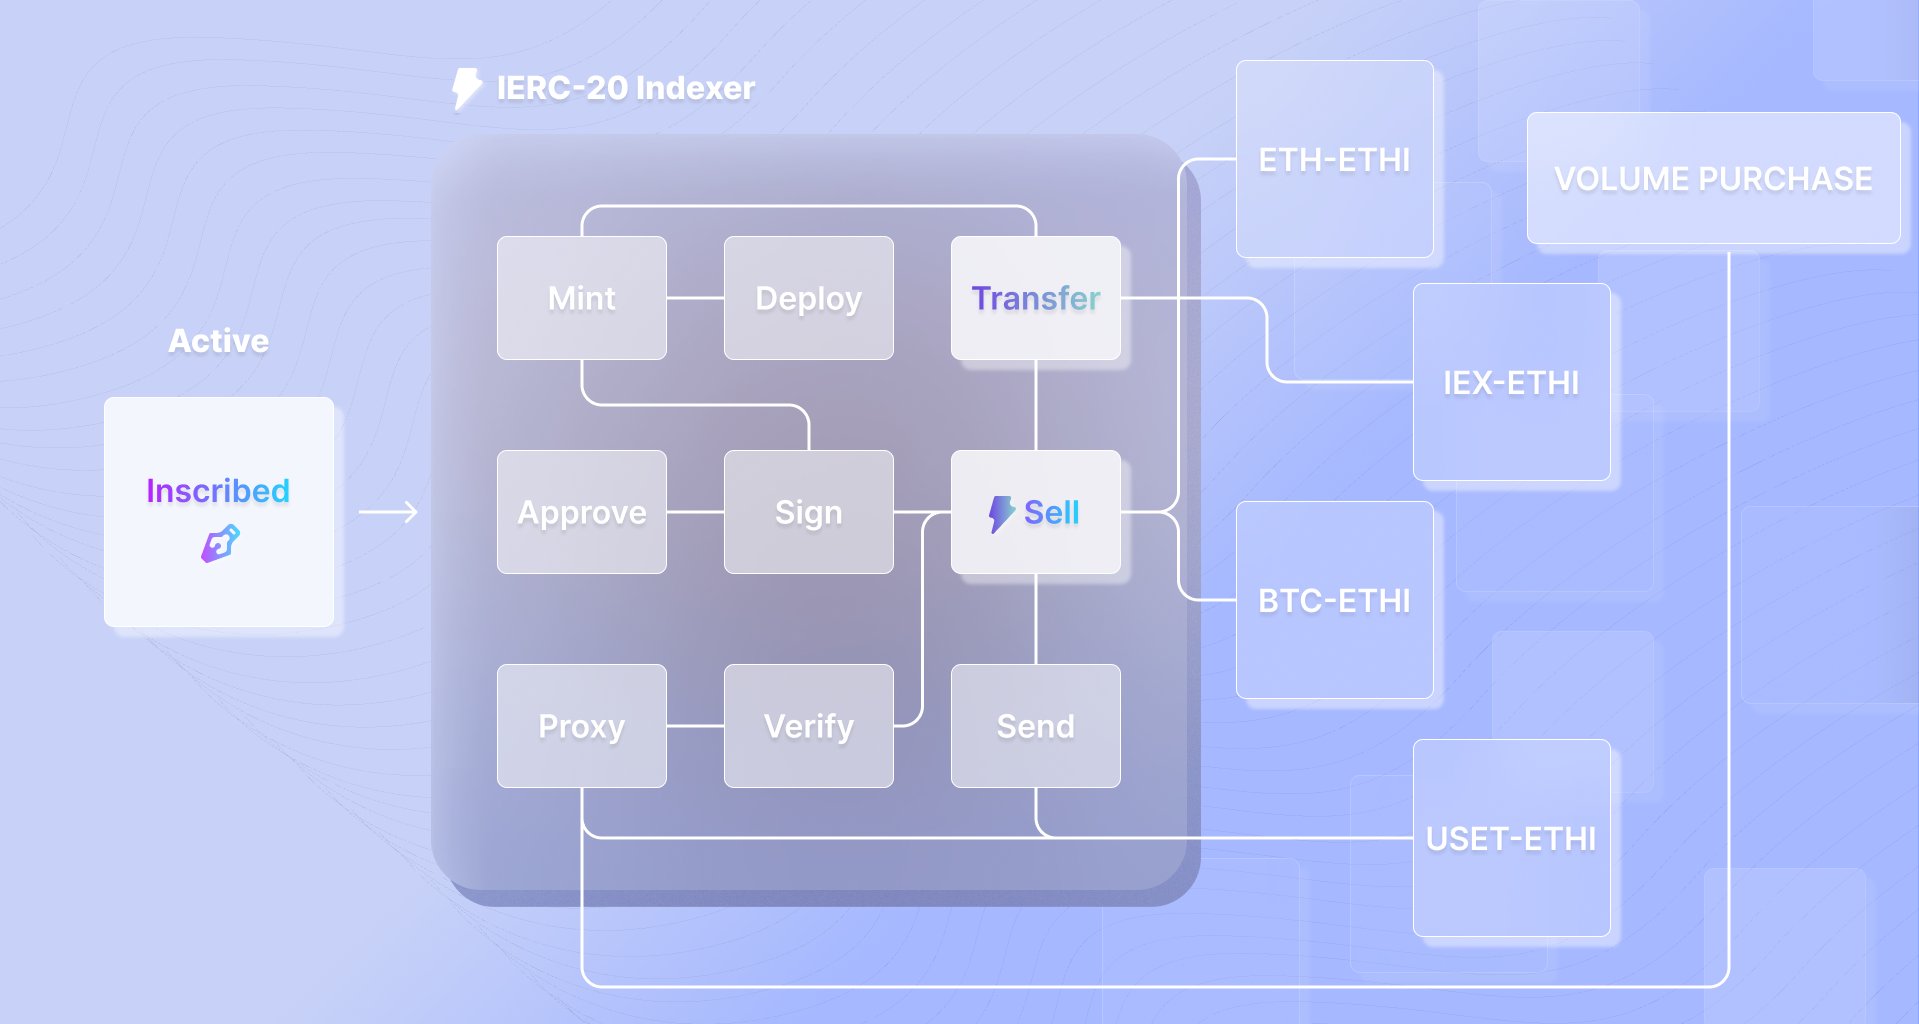 IERC-20 Indexer
Active
Inscribed
Mint
Deploy
Transfer
Approve
Sign
Sell
Proxy
Verify
Send
ETH-ETHI
VOLUME PURCHASE
IEX-ETHI
BTC-ETHI
USET-ETHI